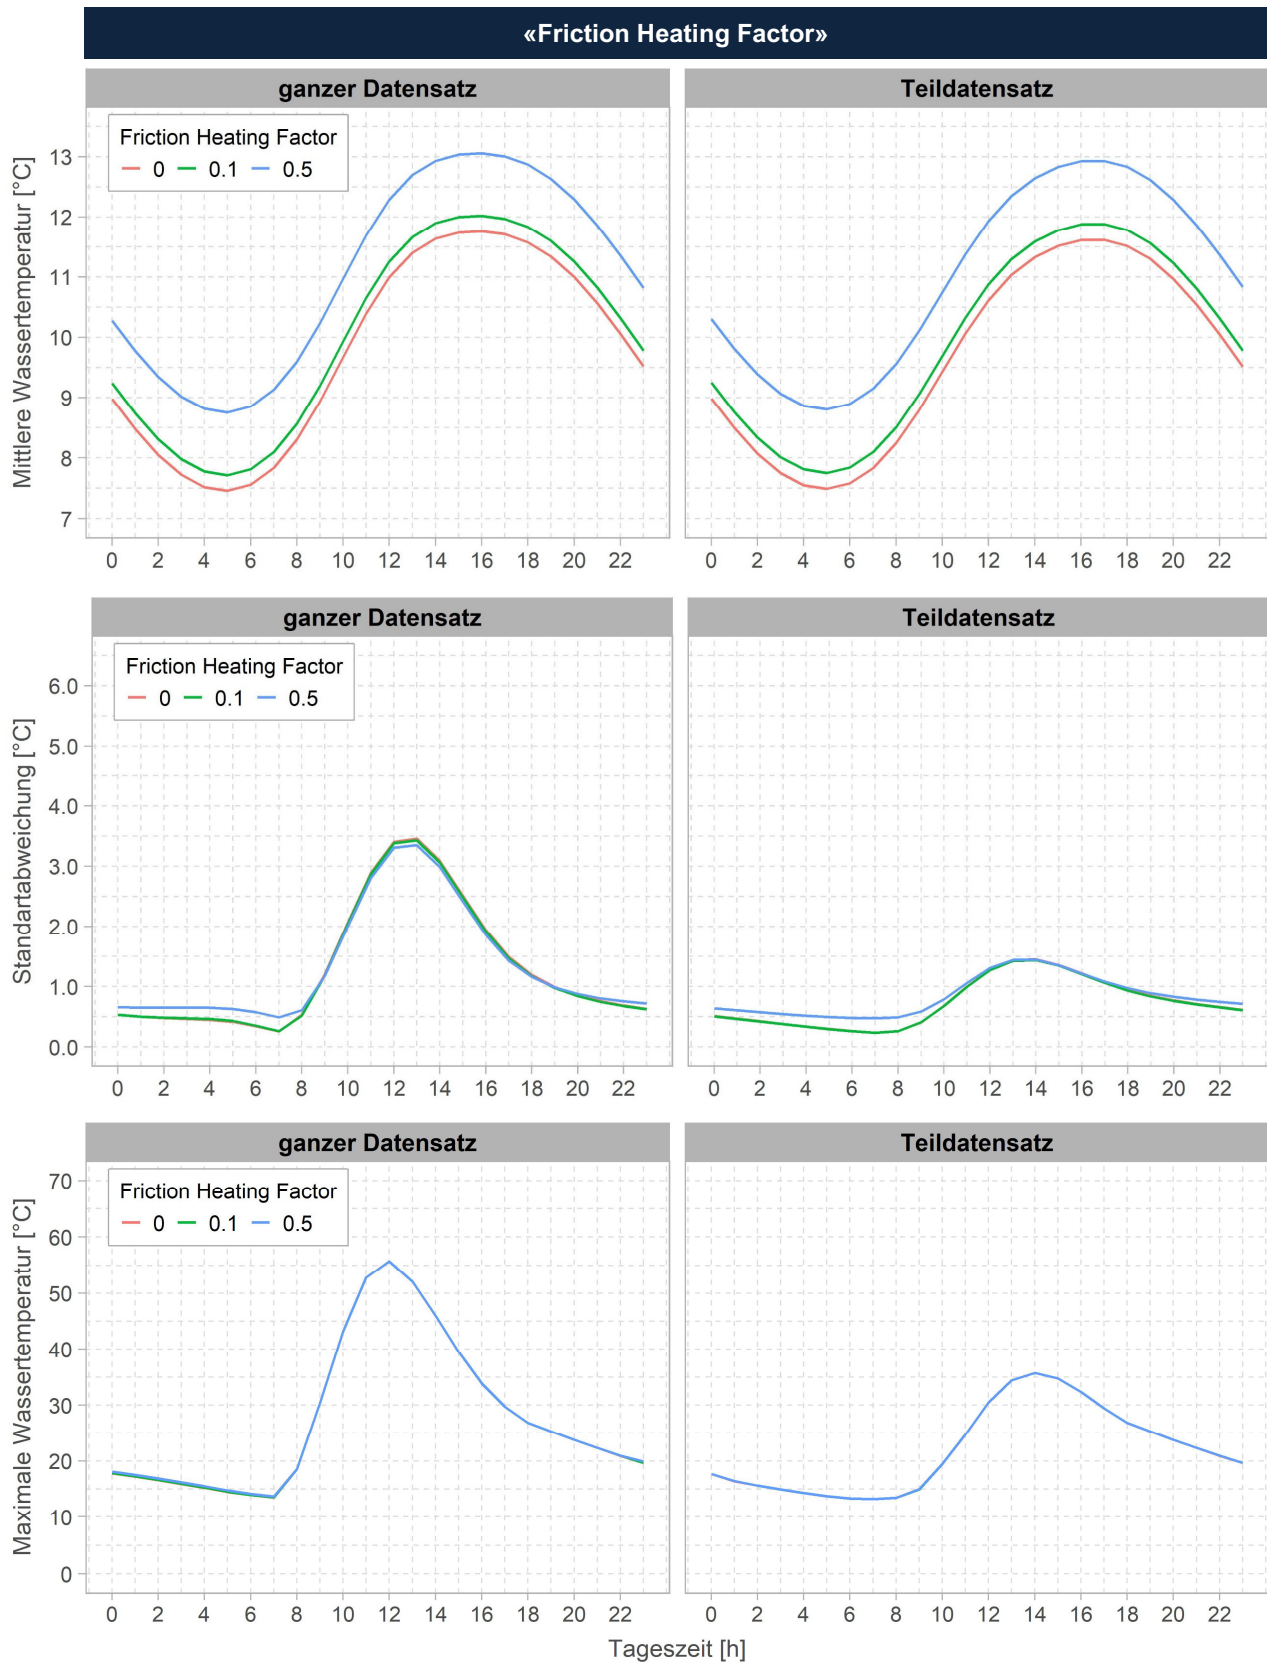 «Friction Heating Factor»
ganzer Datensatz
Teildatensatz
Mittlere Wassertemperatur [°C]
Friction Heating Factor
0 0.1 0.5
13
12
11
10
9
8
7
0 2 4 6 8 10 12 14 16 18 20 22
0 2 4 6 8 10 12 14 16 18 20 22
ganzer Datensatz
Teildatensatz
Standartabweichung [°C]
Friction Heating Factor
0 0.1 0.5
6.0
5.0
4.0
3.0
2.0
1.0
0.0
0 2 4 6 8 10 12 14 16 18 20 22
0 2 4 6 8 10 12 14 16 18 20 22
ganzer Datensatz
Teildatensatz
Maximale Wassertemperatur [°C]
Friction Heating Factor
0 0.1 0.5
70
60
50
40
30
20
10
0
0 2 4 6 8 10 12 14 16 18 20 22
0 2 4 6 8 10 12 14 16 18 20 22
Tageszeit [h]